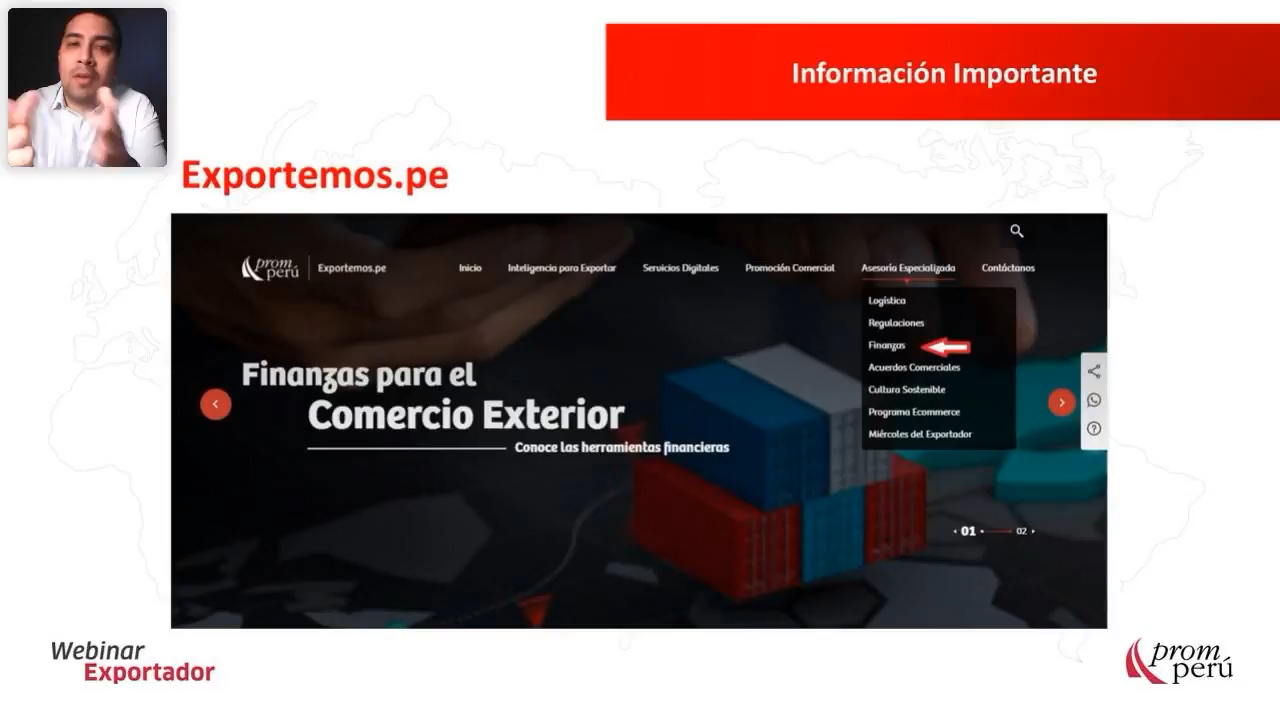 Información Importante
Exportemos.pe
prom perú Exportemos.pe Inicio Inteligencia para Exportar Servicios Digitales Promoción Comercial Asesoría Especializada Contáctanos
Logística
Regulaciones
Finanzas
Acuerdos Comerciales
Cultura Sostenible
Programa Ecommerce
Miércoles del Exportador
Finanzas para el
Comercio Exterior
Conoce las herramientas financieras
01 02
Webinar
Exportador
prom
perú